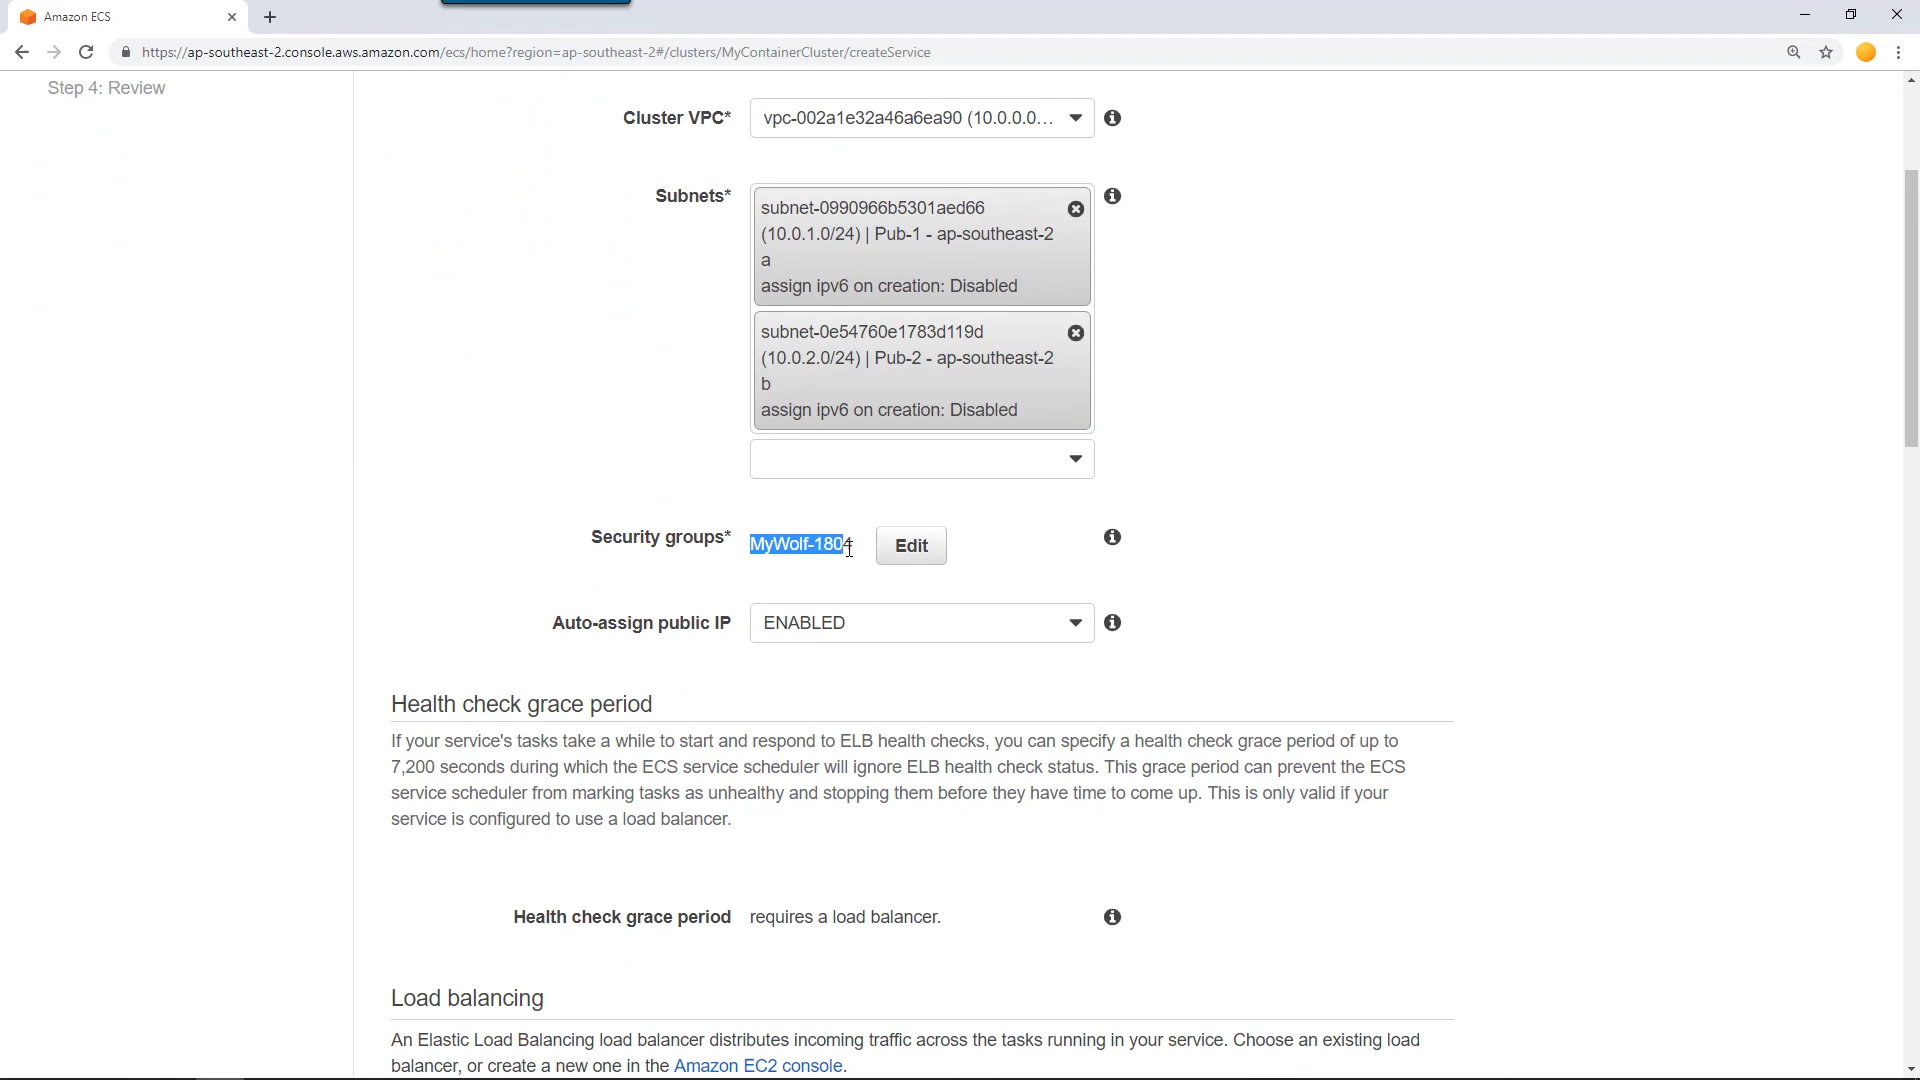 Amazon ECS
https://ap-southeast-2.console.aws.amazon.com/ecs/home?region=ap-southeast-2#/clusters/MyContainerCluster/createService
Step 4: Review
Cluster VPC* vpc-002a1e32a46a6ea90 (10.0.0.0...
Subnets*
subnet-0990966b5301aed66
(10.0.1.0/24) | Pub-1 - ap-southeast-2
a
assign ipv6 on creation: Disabled
subnet-0e54760e1783d119d
(10.0.2.0/24) | Pub-2 - ap-southeast-2
b
assign ipv6 on creation: Disabled
Security groups* MyWolf-1804 Edit
Auto-assign public IP ENABLED
Health check grace period
If your service's tasks take a while to start and respond to ELB health checks, you can specify a health check grace period of up to
7,200 seconds during which the ECS service scheduler will ignore ELB health check status. This grace period can prevent the ECS
service scheduler from marking tasks as unhealthy and stopping them before they have time to come up. This is only valid if your
service is configured to use a load balancer.
Health check grace period requires a load balancer.
Load balancing
An Elastic Load Balancing load balancer distributes incoming traffic across the tasks running in your service. Choose an existing load
balancer, or create a new one in the Amazon EC2 console.